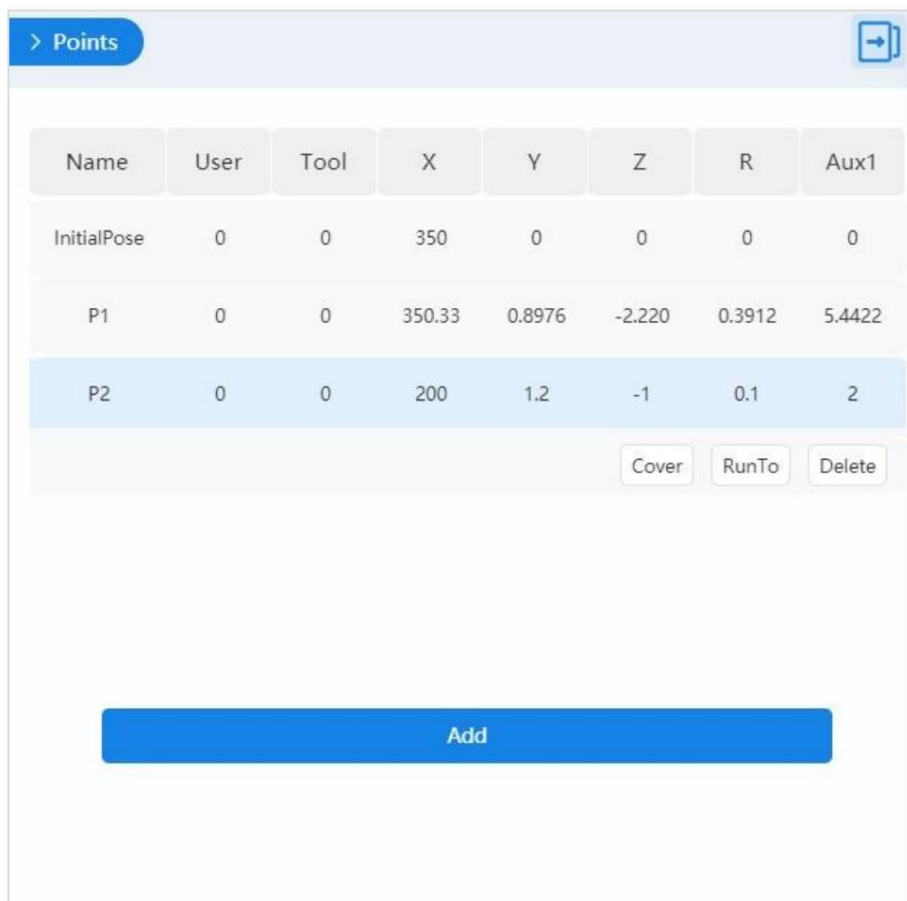 > Points
Name User Tool X Y Z R Aux1
InitialPose 0 0 350 0 0 0 0
P1 0 0 350.33 0.8976 -2.220 0.3912 5.4422
P2 0 0 200 1.2 -1 0.1 2
Cover RunTo Delete
Add